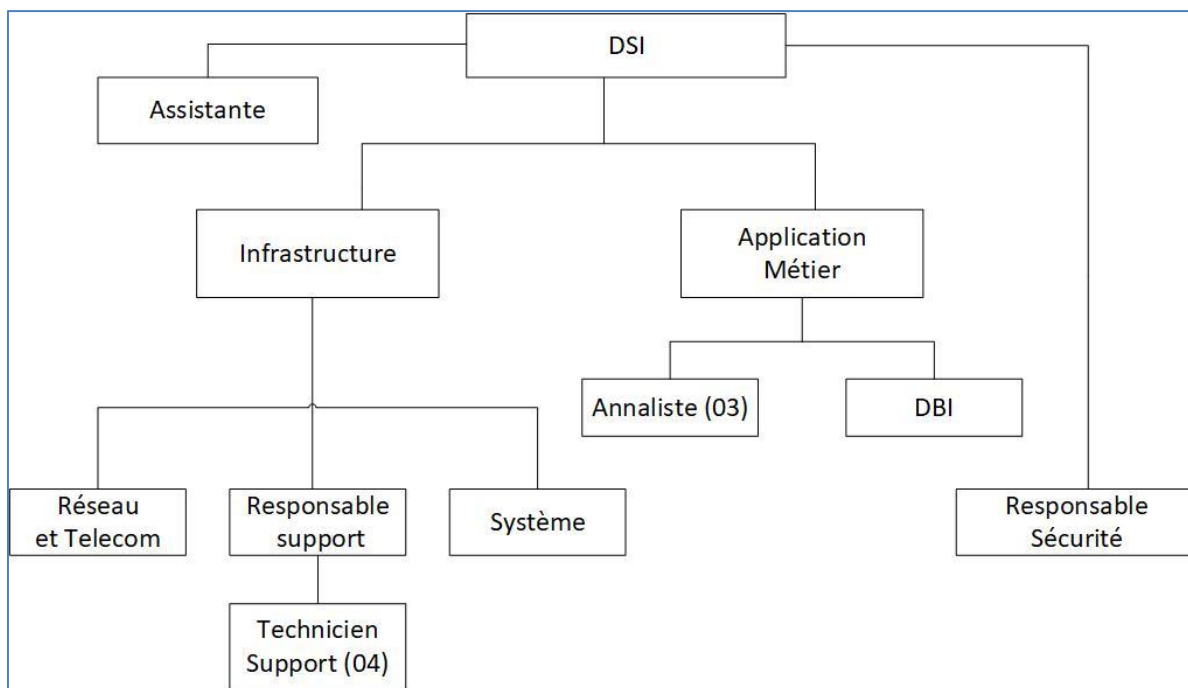 DSI
Assistante
Infrastructure
Application
Métier
Annaliste (03)
DBI
Réseau
et Telecom
Responsable
support
Système
Responsable
Sécurité
Technicien
Support (04)